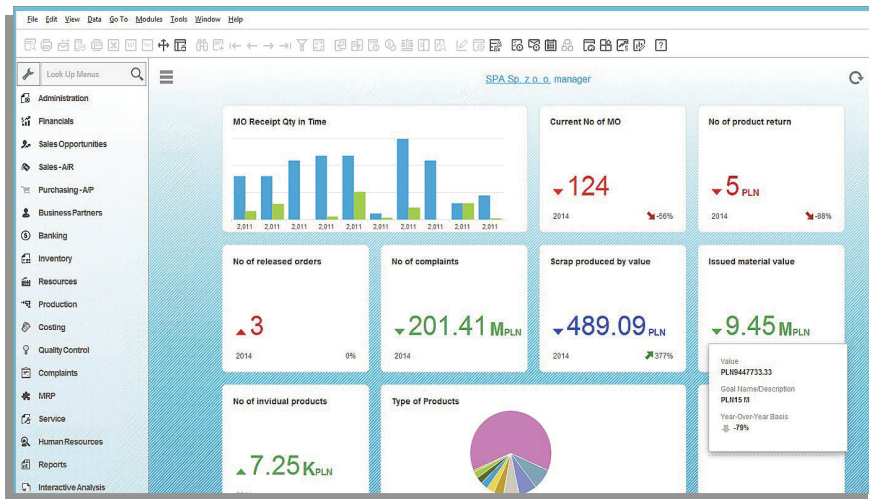 File Edit View Data Go To Modules Tools Window Help
Look Up Menus
SPA Sp. z o. o. manager
Administration
Financials
Sales Opportunities
Sales - A/R
Purchasing - A/P
Business Partners
Banking
Inventory
Resources
Production
Costing
Quality Control
Complaints
MRP
Service
Human Resources
Reports
Interactive Analysis
MO Receipt Qty in Time
2,011 2,011 2,011 2,011 2,011 2,011 2,011 2,011 2,011 2,011
Current No of MO
124
2014 -56%
No of product return
5 PLN
2014 -88%
No of released orders
3
2014 0%
No of complaints
201.41 MPLN
2014
Scrap produced by value
489.09 PLN
2014 377%
Issued material value
9.45 MPLN
Value
PLN9447733.33
Goal Name/Description
PLN15 M
Year-Over-Year Basis
-79%
No of invidual products
7.25 KPLN
Type of Products